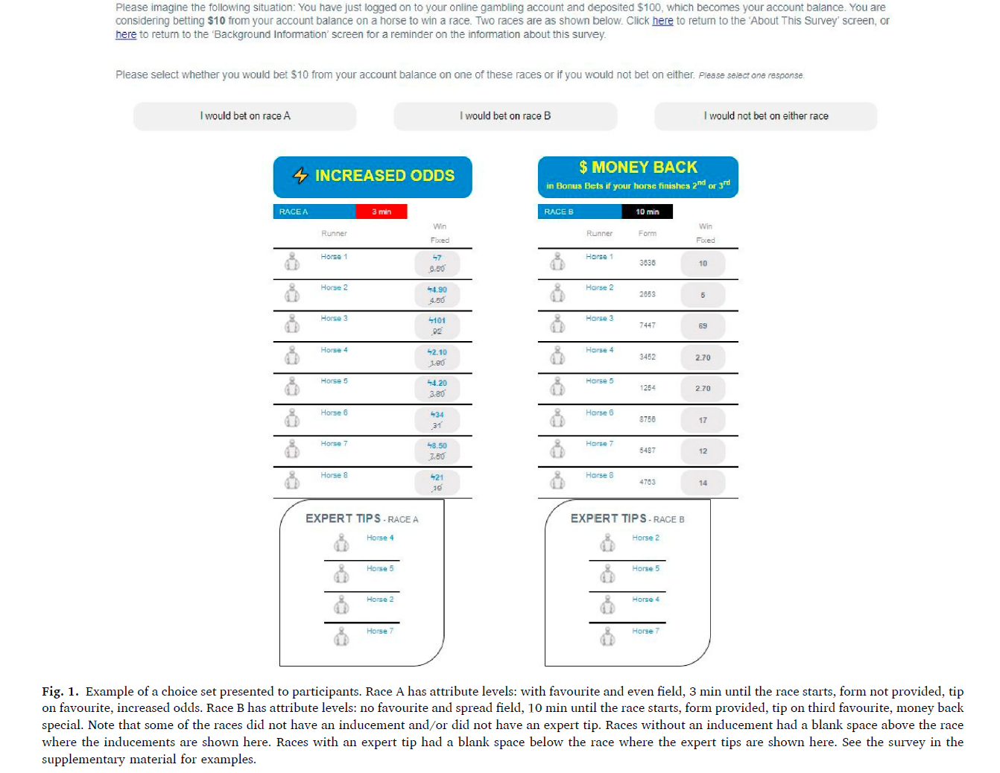 Please imagine the following situation: You have just logged on to your online gambling account and deposited $100, which becomes your account balance. You are
considering betting $10 from your account balance on a horse to win a race. Two races are as shown below. Click here to return to the 'About This Survey' screen, or
here to return to the 'Background Information' screen for a reminder on the information about this survey.
Please select whether you would bet $10 from your account balance on one of these races or if you would not bet on either. Please select one response.
I would bet on race A
I would bet on race B
I would not bet on either race
INCREASED ODDS
RACE A 3 min
Runner Win
Fixed
Horse 1 7
6.50
Horse 2 4.90
4.50
Horse 3 101
92
Horse 4 2.10
1.90
Horse 5 4.20
3.80
Horse 6 34
31
Horse 7 8.50
7.50
Horse 8 21
19
EXPERT TIPS - RACE A
Horse 4
Horse 5
Horse 2
Horse 7
$ MONEY BACK
in Bonus Bets if your horse finishes 2nd or 3rd
RACE B 10 min
Runner Form Win
Fixed
Horse 1 3636 10
Horse 2 2653 5
Horse 3 7447 69
Horse 4 3452 2.70
Horse 5 1254 2.70
Horse 6 8756 17
Horse 7 5487 12
Horse 8 4763 14
EXPERT TIPS - RACE B
Horse 2
Horse 5
Horse 4
Horse 7
Fig. 1. Example of a choice set presented to participants. Race A has attribute levels: with favourite and even field, 3 min until the race starts, form not provided, tip
on favourite, increased odds. Race B has attribute levels: no favourite and spread field, 10 min until the race starts, form provided, tip on third favourite, money back
special. Note that some of the races did not have an inducement and/or did not have an expert tip. Races without an inducement had a blank space above the race
where the inducements are shown here. Races with an expert tip had a blank space below the race where the expert tips are shown here. See the survey in the
supplementary material for examples.